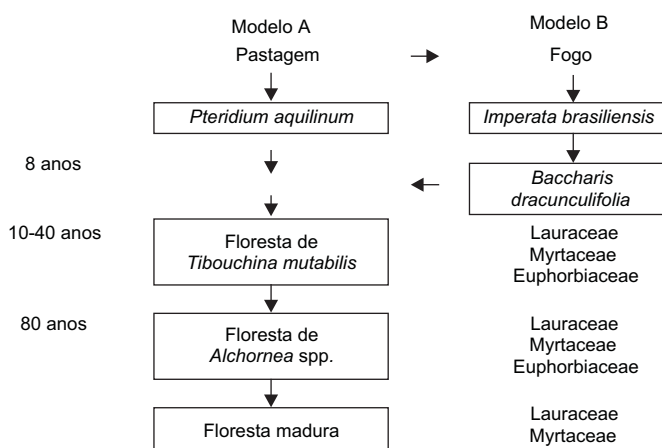 Modelo A
Modelo B
Pastagem
Fogo
Pteridium aquilinum
Imperata brasiliensis
8 anos
Baccharis
dracunculifolia
10-40 anos
Floresta de
Tibouchina mutabilis
Lauraceae
Myrtaceae
Euphorbiaceae
80 anos
Floresta de
Alchornea spp.
Lauraceae
Myrtaceae
Euphorbiaceae
Floresta madura
Lauraceae
Myrtaceae